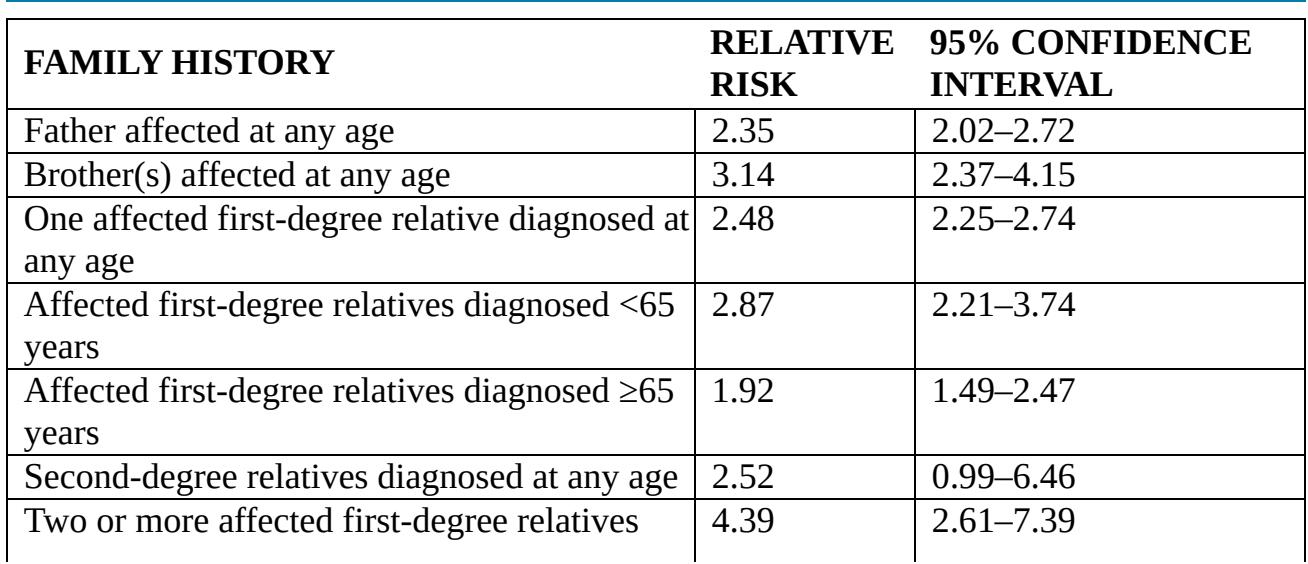 FAMILY HISTORY RELATIVE RISK 95% CONFIDENCE INTERVAL
Father affected at any age 2.35 2.02–2.72
Brother(s) affected at any age 3.14 2.37–4.15
One affected first-degree relative diagnosed at 2.48 2.25–2.74
any age
Affected first-degree relatives diagnosed <65 2.87 2.21–3.74
years
Affected first-degree relatives diagnosed ≥65 1.92 1.49–2.47
years
Second-degree relatives diagnosed at any age 2.52 0.99–6.46
Two or more affected first-degree relatives 4.39 2.61–7.39